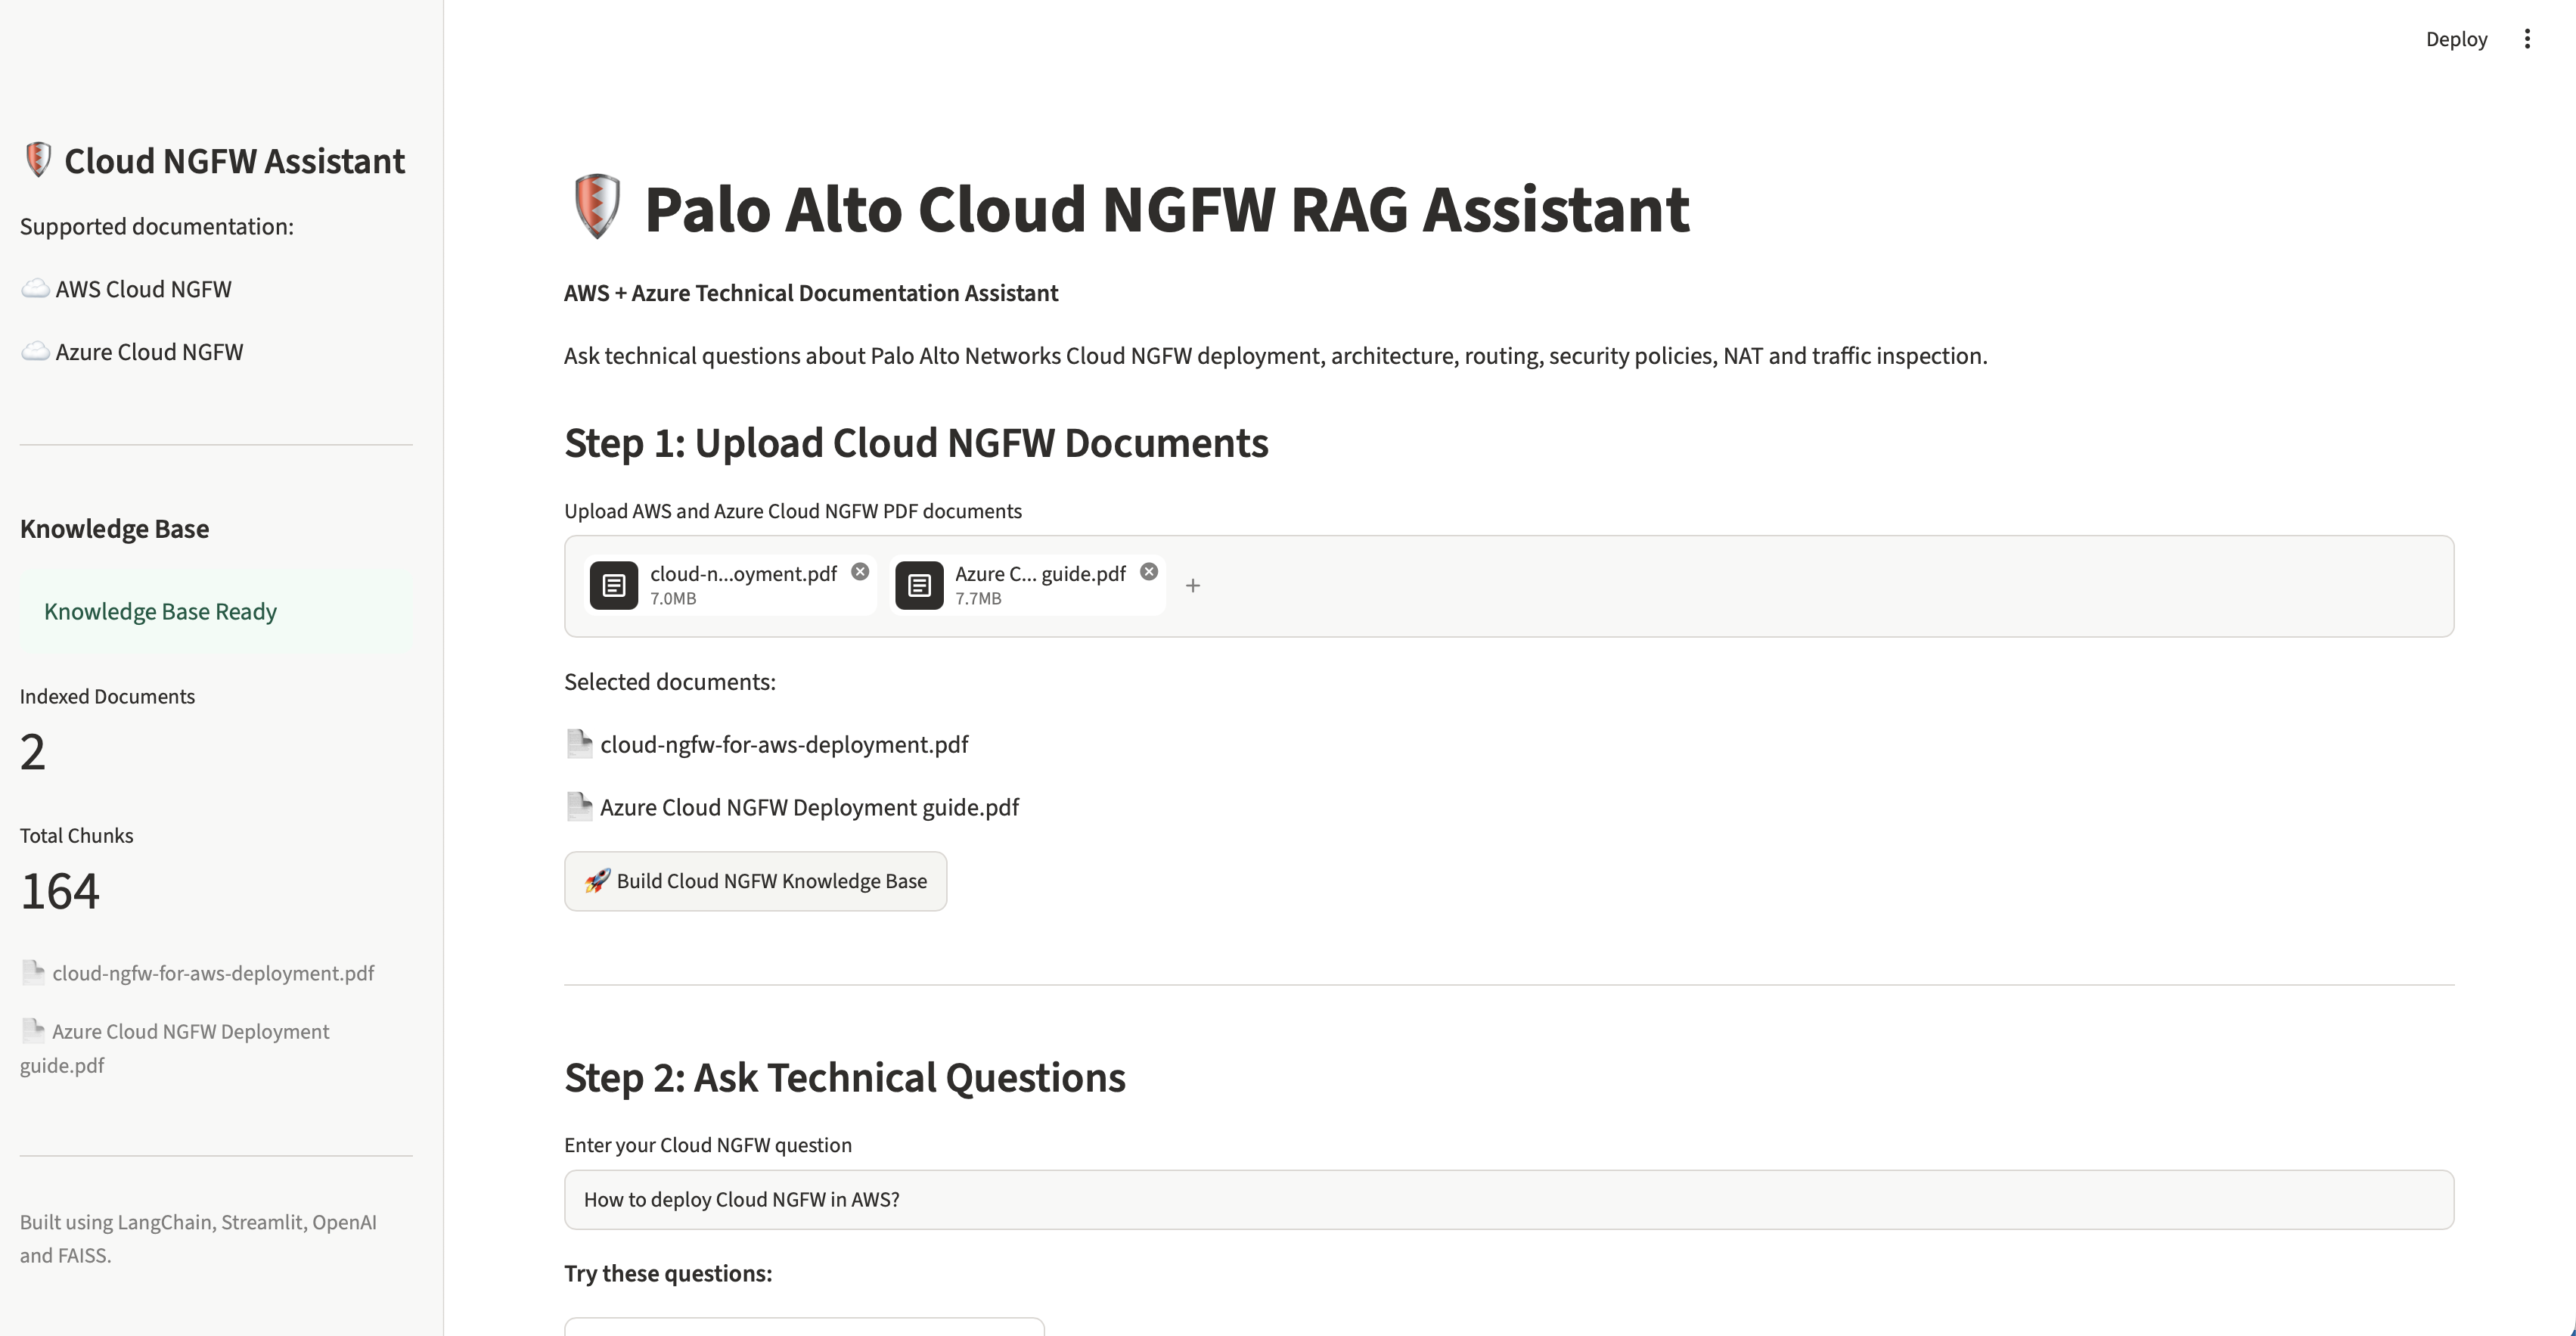 Deploy
Cloud NGFW Assistant
Supported documentation:
AWS Cloud NGFW
Azure Cloud NGFW
Knowledge Base
Knowledge Base Ready
Indexed Documents
2
Total Chunks
164
cloud-ngfw-for-aws-deployment.pdf
Azure Cloud NGFW Deployment
guide.pdf
Built using LangChain, Streamlit, OpenAI
and FAISS.
Palo Alto Cloud NGFW RAG Assistant
AWS + Azure Technical Documentation Assistant
Ask technical questions about Palo Alto Networks Cloud NGFW deployment, architecture, routing, security policies, NAT and traffic inspection.
Step 1: Upload Cloud NGFW Documents
Upload AWS and Azure Cloud NGFW PDF documents
cloud-n...oyment.pdf
7.0MB
Azure C... guide.pdf
7.7MB
Selected documents:
cloud-ngfw-for-aws-deployment.pdf
Azure Cloud NGFW Deployment guide.pdf
Build Cloud NGFW Knowledge Base
Step 2: Ask Technical Questions
Enter your Cloud NGFW question
How to deploy Cloud NGFW in AWS?
Try these questions: